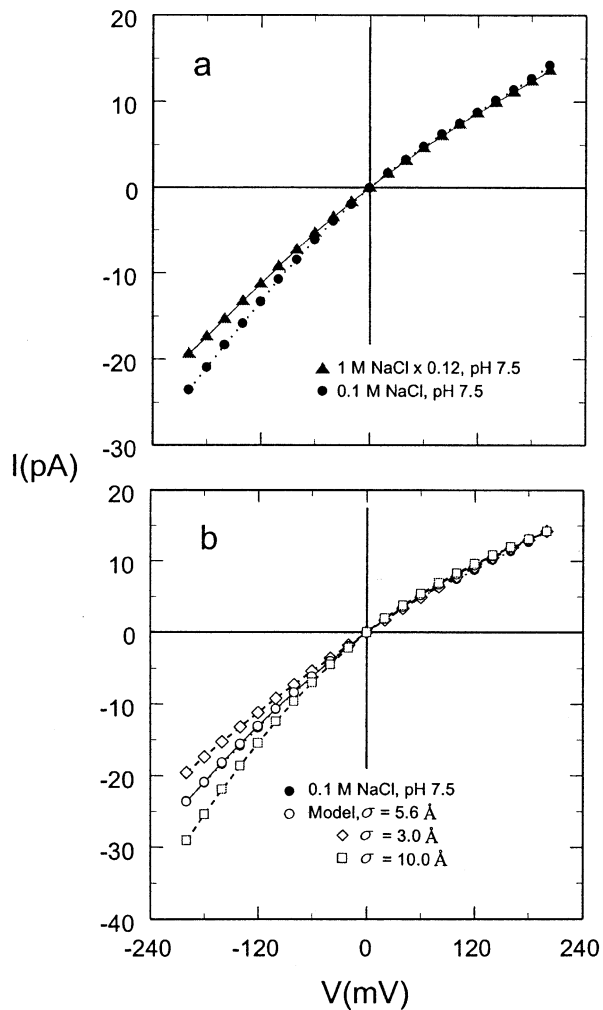 20
a
10
0
-10
-20
-30
1 M NaCl x 0.12, pH 7.5
0.1 M NaCl, pH 7.5
I(pA)
20
b
10
0
-10
-20
-30
-40
0.1 M NaCl, pH 7.5
Model, σ = 5.6 Å
σ = 3.0 Å
σ = 10.0 Å
-240 -120 0 120 240
V(mV)